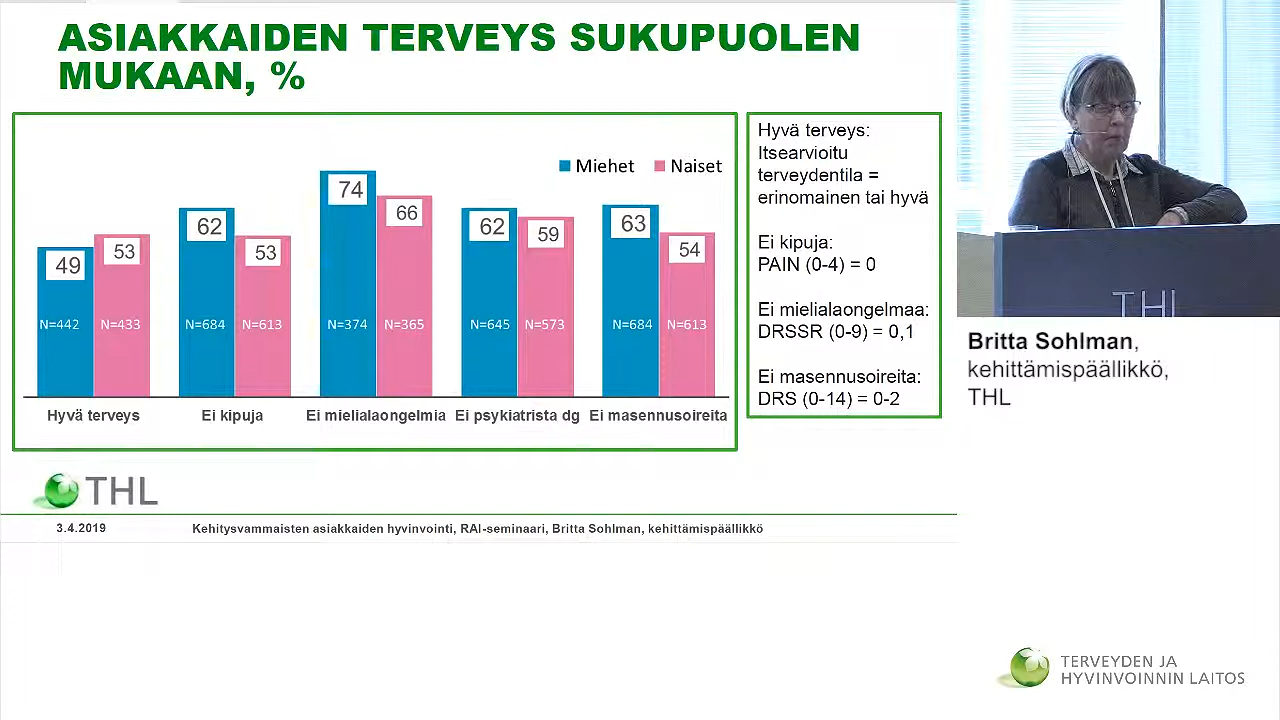 ASIAKKAIDEN TERVEYS SUKUPUOLEN
MUKAAN, %
Miehet Naiset
49 53 62 53 74 66 62 59 63 54
N=442 N=433 N=684 N=613 N=374 N=365 N=645 N=573 N=684 N=613
Hyvä terveys Ei kipuja Ei mielialaongelmia Ei psykiatrista dg Ei masennusoireita
Hyvä terveys:
Itsearvioitu
terveydentila =
erinomainen tai hyvä
Ei kipuja:
PAIN (0-4) = 0
Ei mielialaongelmaa:
DRSSR (0-9) = 0,1
Ei masennusoireita:
DRS (0-14) = 0-2
THL
3.4.2019 Kehitysvammaisten asiakkaiden hyvinvointi, RAI-seminaari, Britta Sohlman, kehittämispäällikkö
THL
Britta Sohlman,
kehittämispäällikkö,
THL
TERVEYDEN JA
HYVINVOINNIN LAITOS